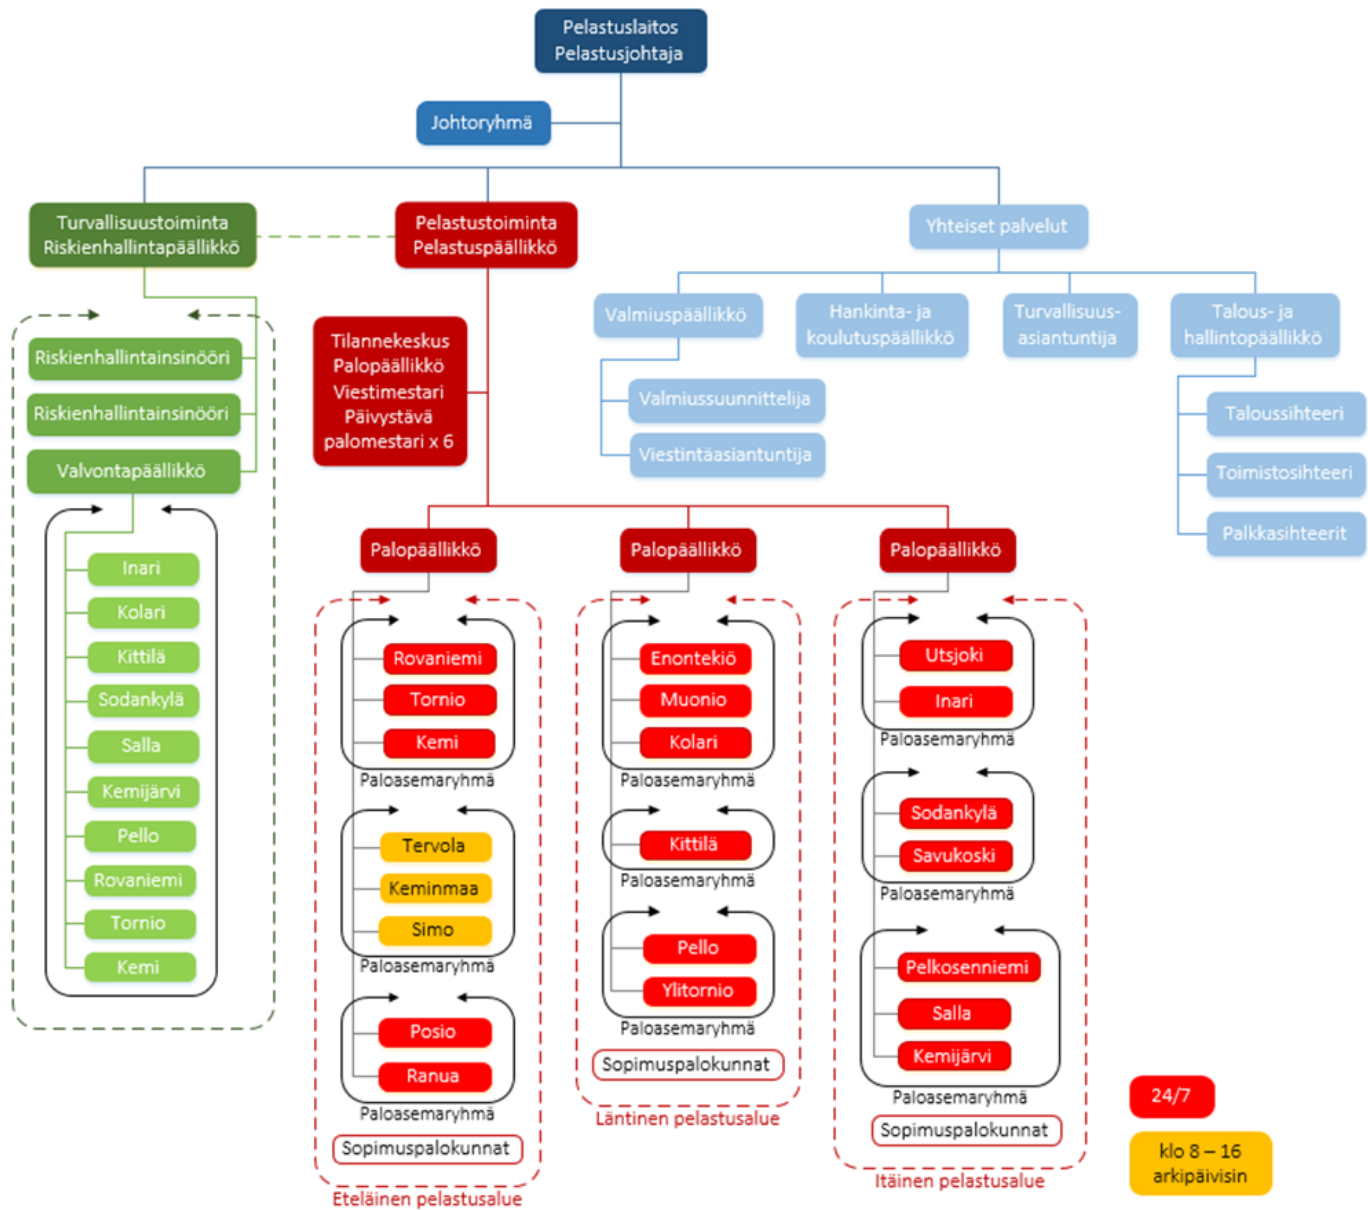 Pelastuslaitos
Pelastusjohtaja
Johtoryhmä
Turvallisuustoiminta
Riskienhallintapäällikkö
Pelastustoiminta
Pelastuspäällikkö
Yhteiset palvelut
Riskienhallintainsinööri
Riskienhallintainsinööri
Valvontapäällikkö
Inari
Kolari
Kittilä
Sodankylä
Salla
Kemijärvi
Pello
Rovaniemi
Tornio
Kemi
Tilannekeskus
Palopäällikkö
Viestimestari
Päivystävä
palomestari x 6
Valmiuspäällikkö
Valmiussuunnittelija
Viestintäasiantuntija
Hankinta- ja
koulutuspäällikkö
Turvallisuus-
asiantuntija
Talous- ja
hallintopäällikkö
Taloussihteeri
Toimistosihteeri
Palkkasihteerit
Palopäällikkö
Rovaniemi
Tornio
Kemi
Paloasemaryhmä
Tervola
Keminmaa
Simo
Paloasemaryhmä
Posio
Ranua
Paloasemaryhmä
Sopimuspalokunnat
Eteläinen pelastusalue
Palopäällikkö
Enontekiö
Muonio
Kolari
Paloasemaryhmä
Kittilä
Paloasemaryhmä
Pello
Ylitornio
Paloasemaryhmä
Sopimuspalokunnat
Läntinen pelastusalue
Palopäällikkö
Utsjoki
Inari
Paloasemaryhmä
Sodankylä
Savukoski
Paloasemaryhmä
Pelkosenniemi
Salla
Kemijärvi
Paloasemaryhmä
Sopimuspalokunnat
Itäinen pelastusalue
24/7
klo 8 – 16
arkipäivisin